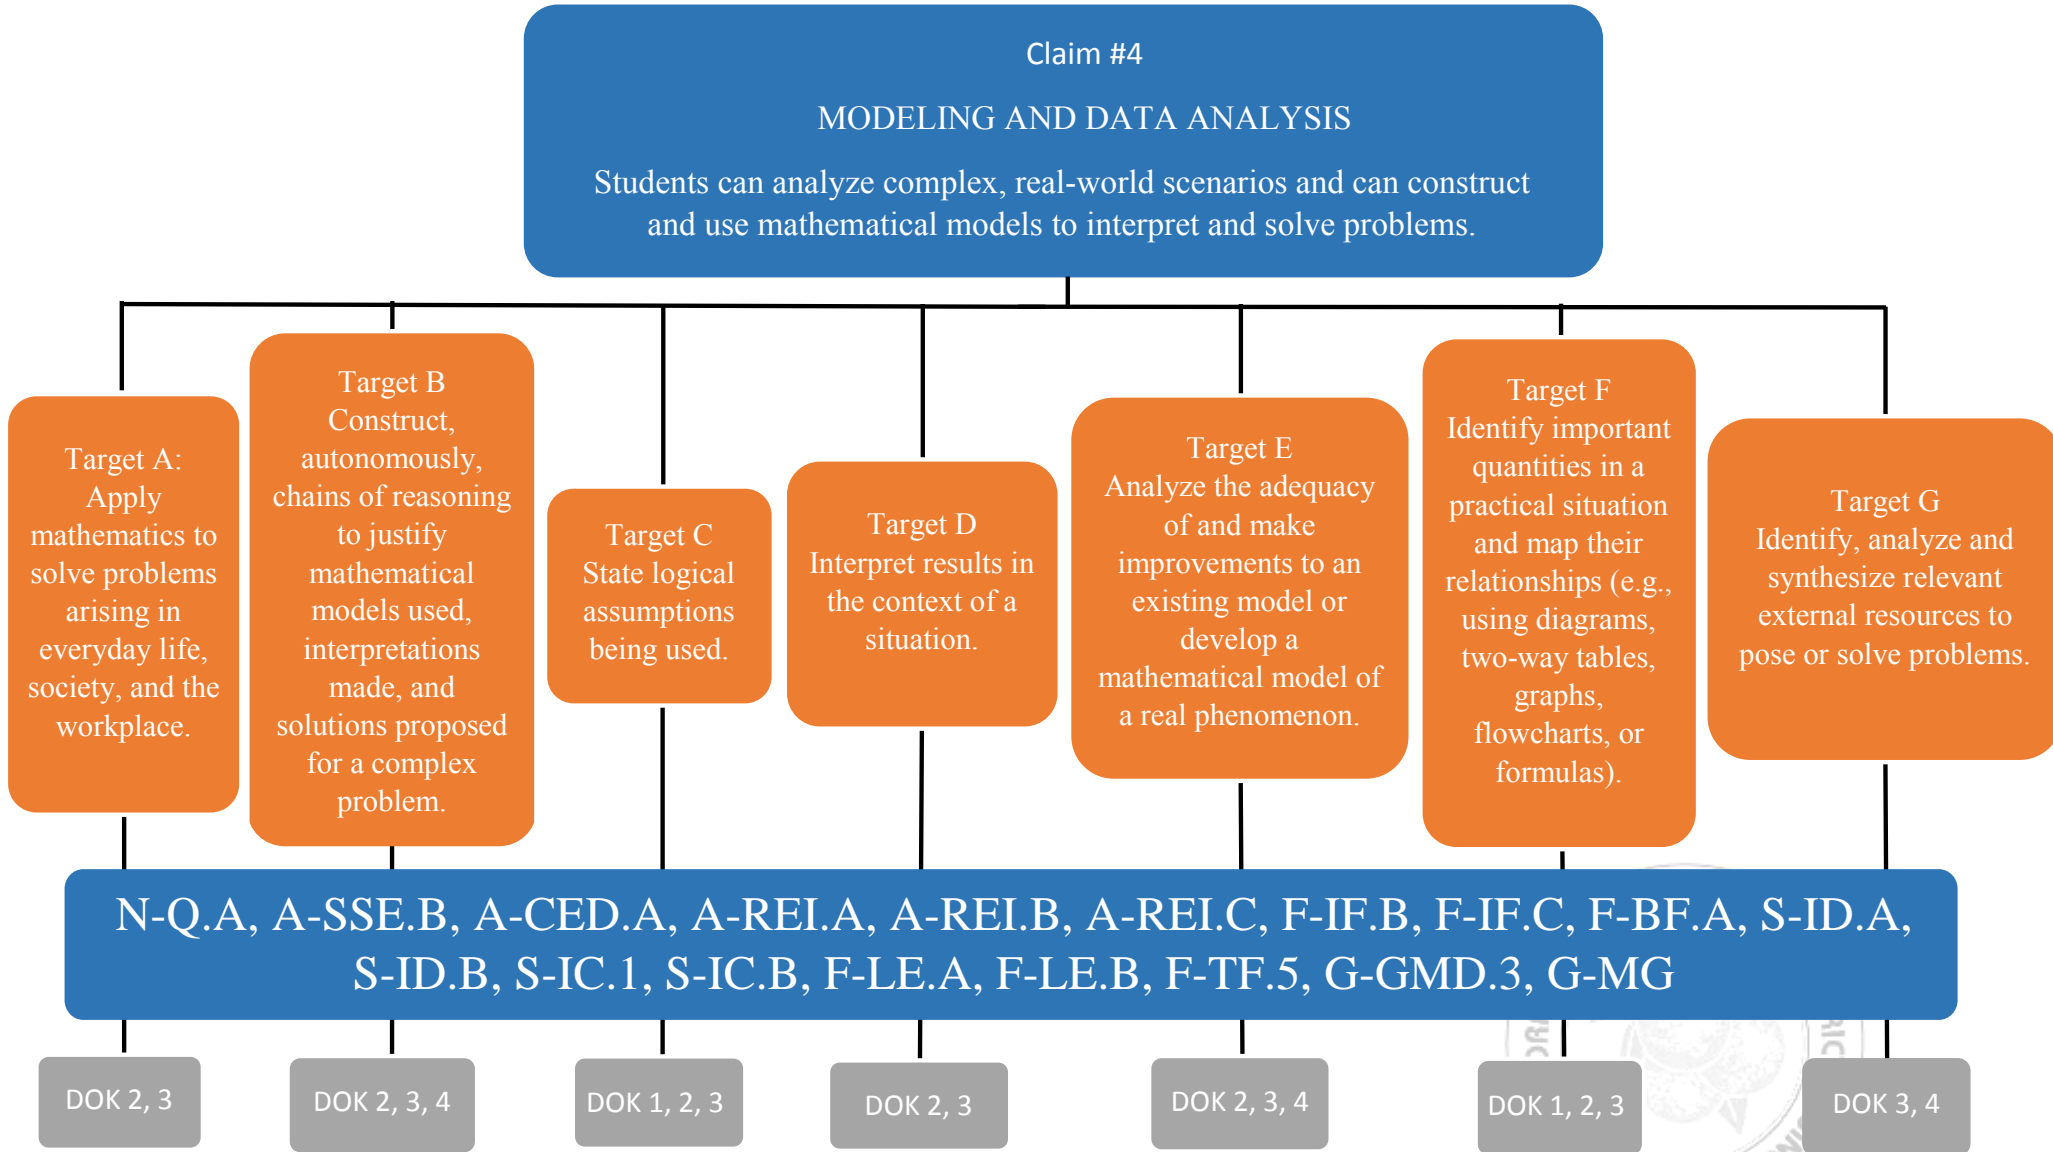 Claim #4
MODELING AND DATA ANALYSIS
Students can analyze complex, real-world scenarios and can construct
and use mathematical models to interpret and solve problems.
Target A:
Apply
mathematics to
solve problems
arising in
everyday life,
society, and the
workplace.
Target B
Construct,
autonomously,
chains of reasoning
to justify
mathematical
models used,
interpretations
made, and
solutions proposed
for a complex
problem.
Target C
State logical
assumptions
being used.
Target D
Interpret results in
the context of a
situation.
Target E
Analyze the adequacy
of and make
improvements to an
existing model or
develop a
mathematical model of
a real phenomenon.
Target F
Identify important
quantities in a
practical situation
and map their
relationships (e.g.,
using diagrams,
two-way tables,
graphs,
flowcharts, or
formulas).
Target G
Identify, analyze and
synthesize relevant
external resources to
pose or solve problems.
N-Q.A, A-SSE.B, A-CED.A, A-REI.A, A-REI.B, A-REI.C, F-IF.B, F-IF.C, F-BF.A, S-ID.A,
S-ID.B, S-IC.1, S-IC.B, F-LE.A, F-LE.B, F-TF.5, G-GMD.3, G-MG
DOK 2, 3
DOK 2, 3, 4
DOK 1, 2, 3
DOK 2, 3
DOK 2, 3, 4
DOK 1, 2, 3
DOK 3, 4